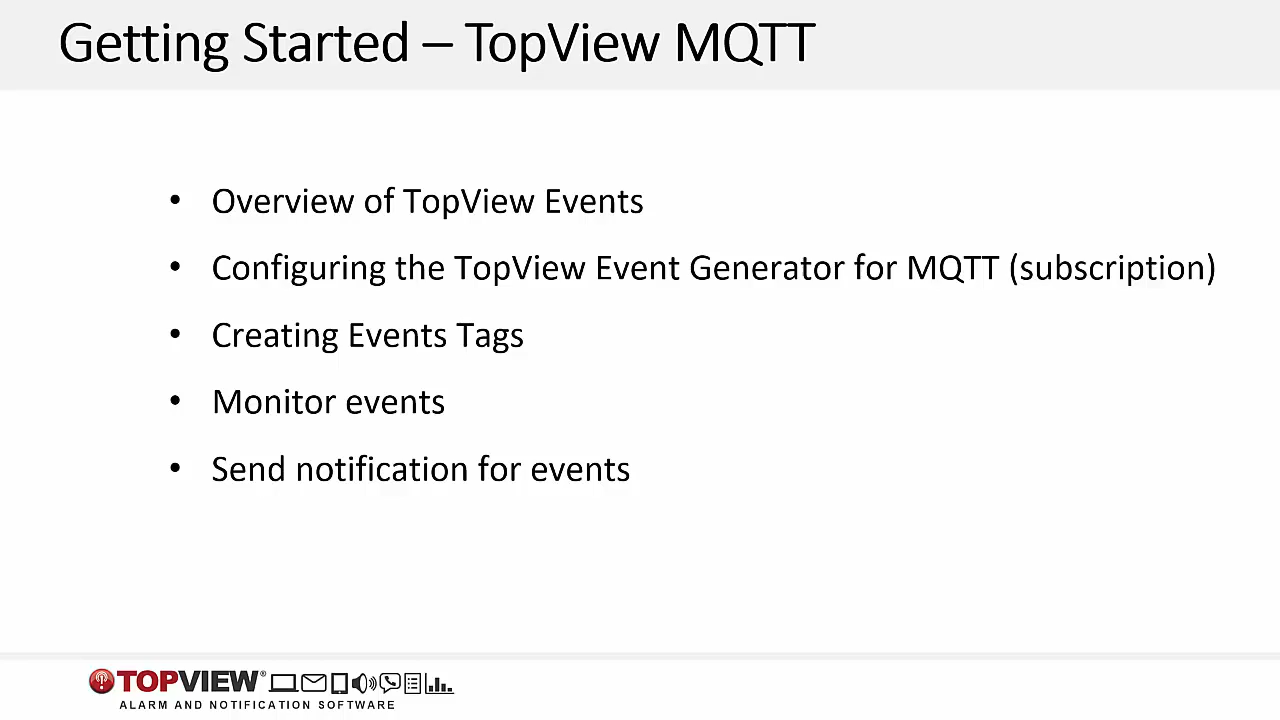 Getting Started – TopView MQTT
• Overview of TopView Events
• Configuring the TopView Event Generator for MQTT (subscription)
• Creating Events Tags
• Monitor events
• Send notification for events
TOPVIEW®
ALARM AND NOTIFICATION SOFTWARE